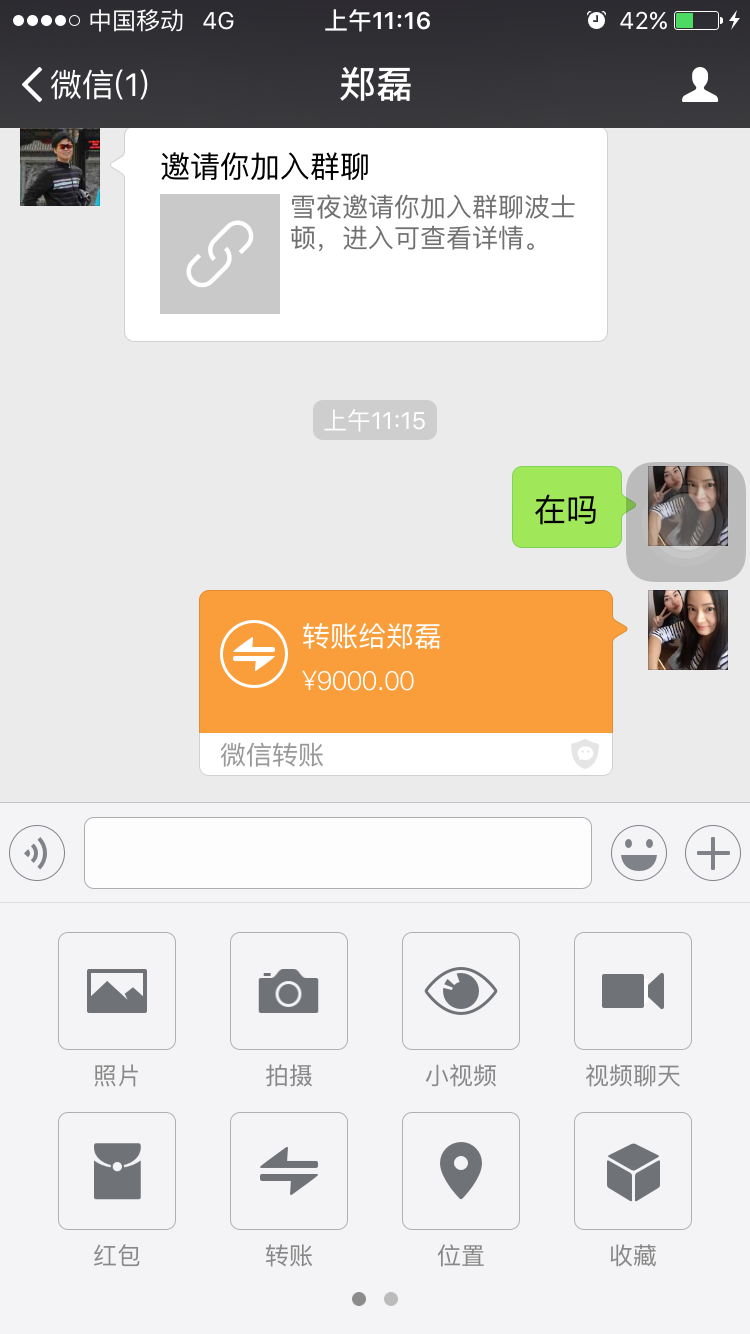 中国移动 4G 上午11:16 42%
微信(1) 郑磊
邀请你加入群聊
雪夜邀请你加入群聊波士
顿，进入可查看详情。
上午11:15
在吗
转账给郑磊
¥9000.00
微信转账
照片 拍摄 小视频 视频聊天
红包 转账 位置 收藏